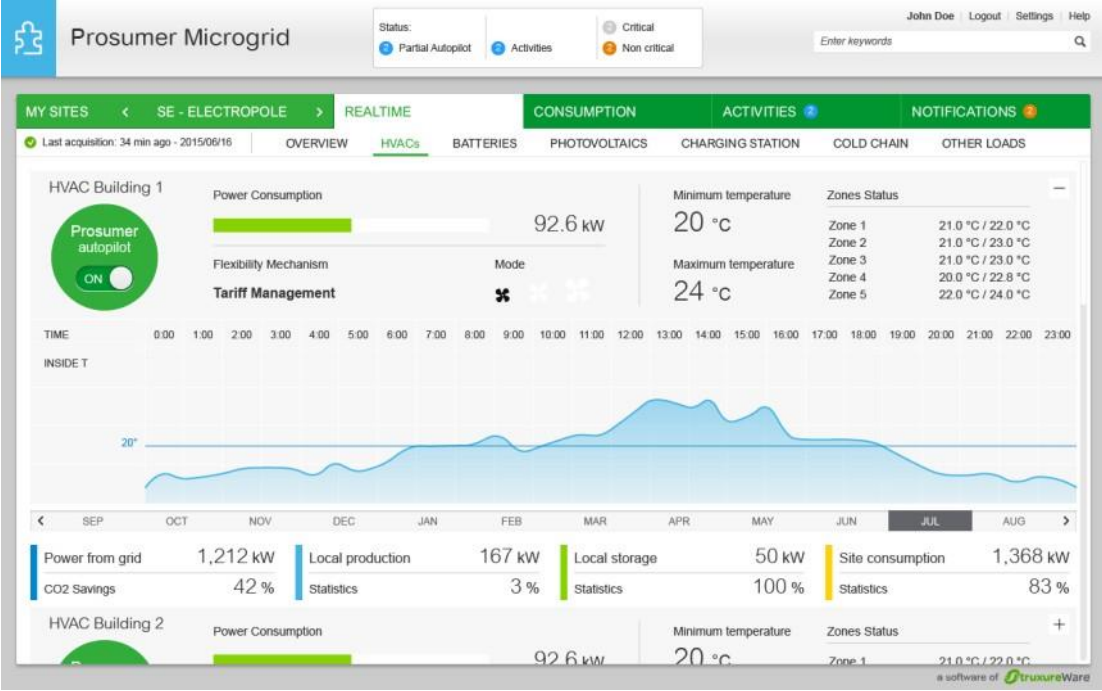 John Doe Logout Settings Help
Prosumer Microgrid
Status:
2 Partial Autopilot
2 Activities
2 Critical
2 Non critical
Enter keywords
MY SITES < SE - ELECTROPOLE > REALTIME CONSUMPTION ACTIVITIES 2 NOTIFICATIONS 2
Last acquisition: 34 min ago - 2015/06/16 OVERVIEW HVACs BATTERIES PHOTOVOLTAICS CHARGING STATION COLD CHAIN OTHER LOADS
HVAC Building 1
Prosumer
autopilot
ON
Power Consumption
92.6 kW
Flexibility Mechanism Mode
Tariff Management
Minimum temperature
20 °C
Maximum temperature
24 °C
Zones Status
Zone 1 21.0 °C / 22.0 °C
Zone 2 21.0 °C / 23.0 °C
Zone 3 21.0 °C / 23.0 °C
Zone 4 20.0 °C / 22.8 °C
Zone 5 22.0 °C / 24.0 °C
TIME 0:00 1:00 2:00 3:00 4:00 5:00 6:00 7:00 8:00 9:00 10:00 11:00 12:00 13:00 14:00 15:00 16:00 17:00 18:00 19:00 20:00 21:00 22:00 23:00
INSIDE T
20°
< SEP OCT NOV DEC JAN FEB MAR APR MAY JUN JUL AUG >
Power from grid 1,212 kW Local production 167 kW Local storage 50 kW Site consumption 1,368 kW
CO2 Savings 42 % Statistics 3 % Statistics 100 % Statistics 83 %
HVAC Building 2
Power Consumption
92.6 kW
Minimum temperature
20 °C
Zones Status
Zone 1 21.0 °C / 22.0 °C
a software of StruxureWare